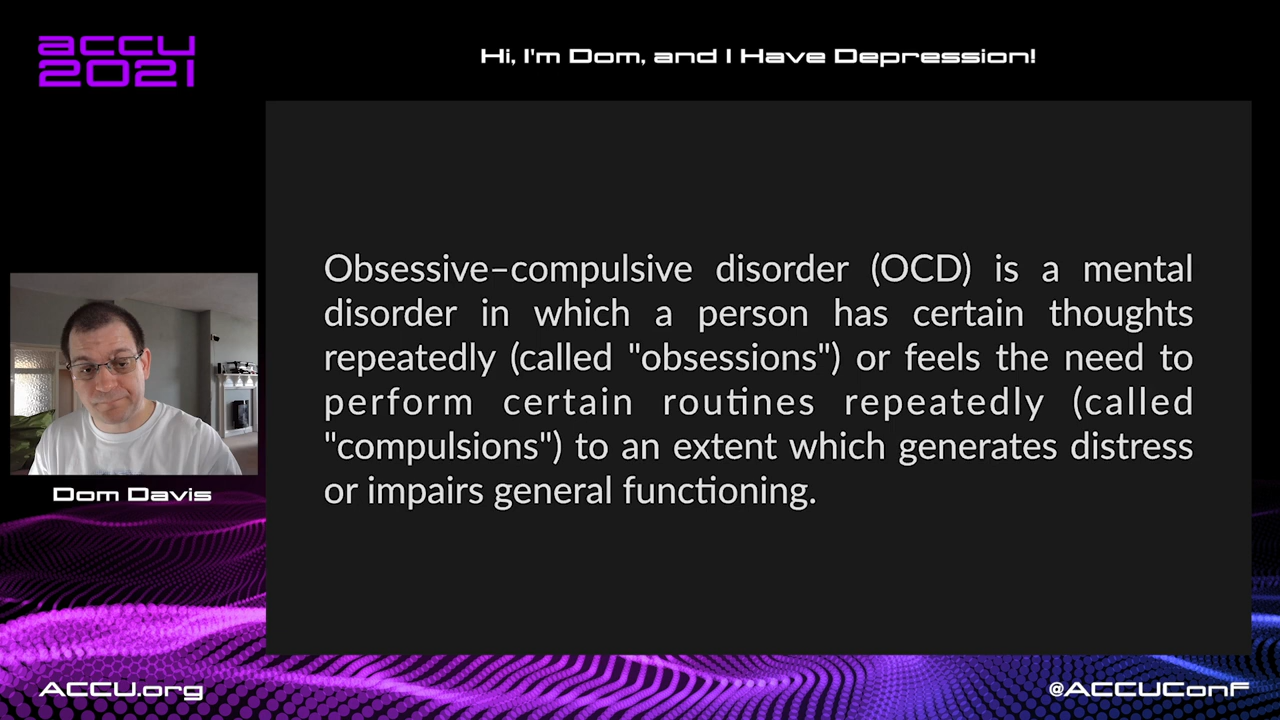 accu
2021
Hi, I'm Dom, and I Have Depression!
Obsessive–compulsive disorder (OCD) is a mental
disorder in which a person has certain thoughts
repeatedly (called "obsessions") or feels the need to
perform certain routines repeatedly (called
"compulsions") to an extent which generates distress
or impairs general functioning.
Dom Davis
ACCU.org
@ACCUConf